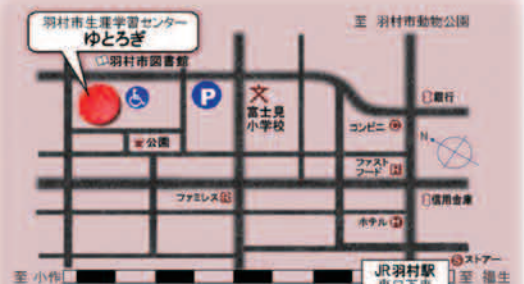 羽村市生涯学習センター
ゆとろぎ
至 羽村市動物公園
羽村市図書館
P
文
富士見
小学校
銀行
コンビニ C
N
公園
ファスト
フード H
ファミレス R
信用金庫
ホテル H
S ストアー
至 小作
JR羽村駅
至 福生